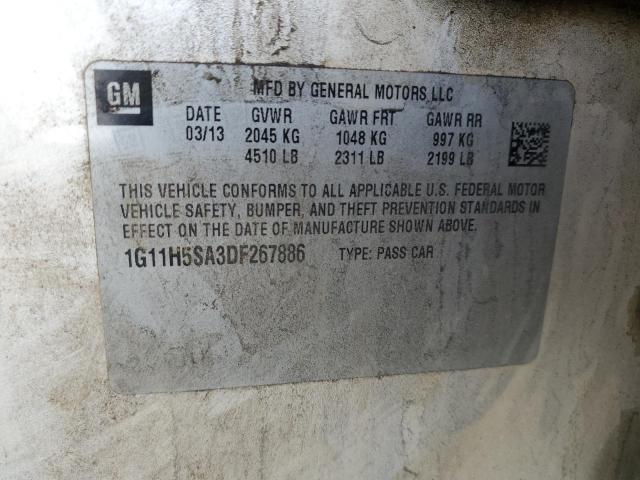 GM
MFD BY GENERAL MOTORS LLC
DATE GVWR GAWR FRT GAWR RR
03/13 2045 KG 1048 KG 997 KG
4510 LB 2311 LB 2199 LB
THIS VEHICLE CONFORMS TO ALL APPLICABLE U.S. FEDERAL MOTOR
VEHICLE SAFETY, BUMPER, AND THEFT PREVENTION STANDARDS IN
EFFECT ON THE DATE OF MANUFACTURE SHOWN ABOVE.
1G11H5SA3DF267886 TYPE: PASS CAR